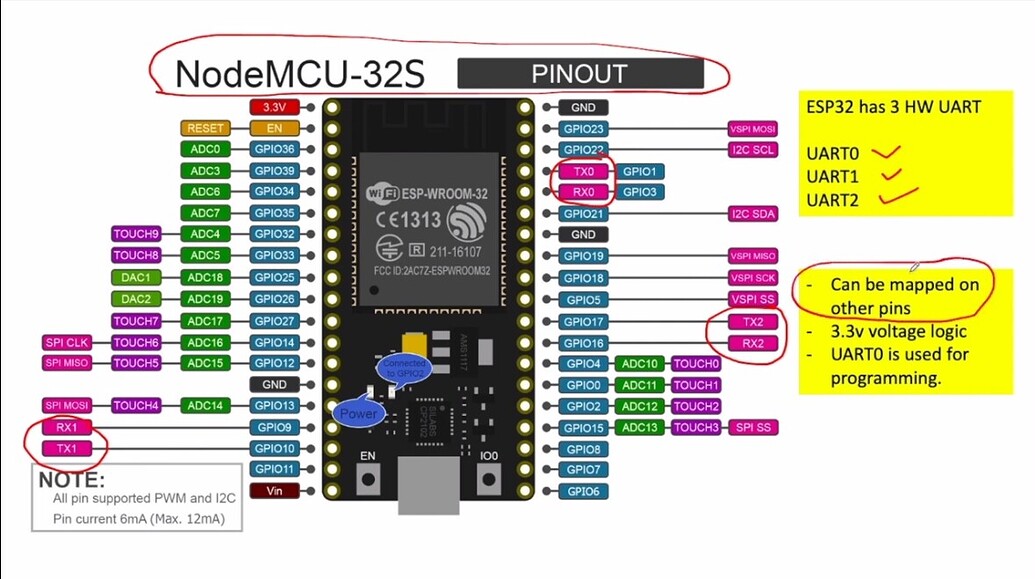 NodeMCU-32S PINOUT
3.3V GND
RESET EN GPIO23 VSPI MOSI
ADC0 GPIO36 GPIO22 I2C SCL
ADC3 GPIO39 TX0 GPIO1
ADC6 GPIO34 RX0 GPIO3
ADC7 GPIO35 GPIO21 I2C SDA
TOUCH9 ADC4 GPIO32 GND
TOUCH8 ADC5 GPIO33 GPIO19 VSPI MISO
DAC1 ADC18 GPIO25 GPIO18 VSPI SCK
DAC2 ADC19 GPIO26 GPIO5 VSPI SS
TOUCH7 ADC17 GPIO27 GPIO17 TX2
SPI CLK TOUCH6 ADC16 GPIO14 GPIO16 RX2
SPI MISO TOUCH5 ADC15 GPIO12 GPIO4 ADC10 TOUCH0
GND GPIO0 ADC11 TOUCH1
SPI MOSI TOUCH4 ADC14 GPIO13 GPIO2 ADC12 TOUCH2
RX1 GPIO9 GPIO15 ADC13 TOUCH3 SPI SS
TX1 GPIO10 GPIO8
GPIO11 GPIO7
Vin GPIO6
WiFi ESP-WROOM-32
CE1313
R 211-16107
FCC ID:2AC7Z-ESPWROOM32
AMS1117
Connected
to GPIO2
Power
SILABS
CP2102
EN IO0
NOTE:
All pin supported PWM and I2C
Pin current 6mA (Max. 12mA)
ESP32 has 3 HW UART
UART0
UART1
UART2
- Can be mapped on
other pins
- 3.3v voltage logic
- UART0 is used for
programming.